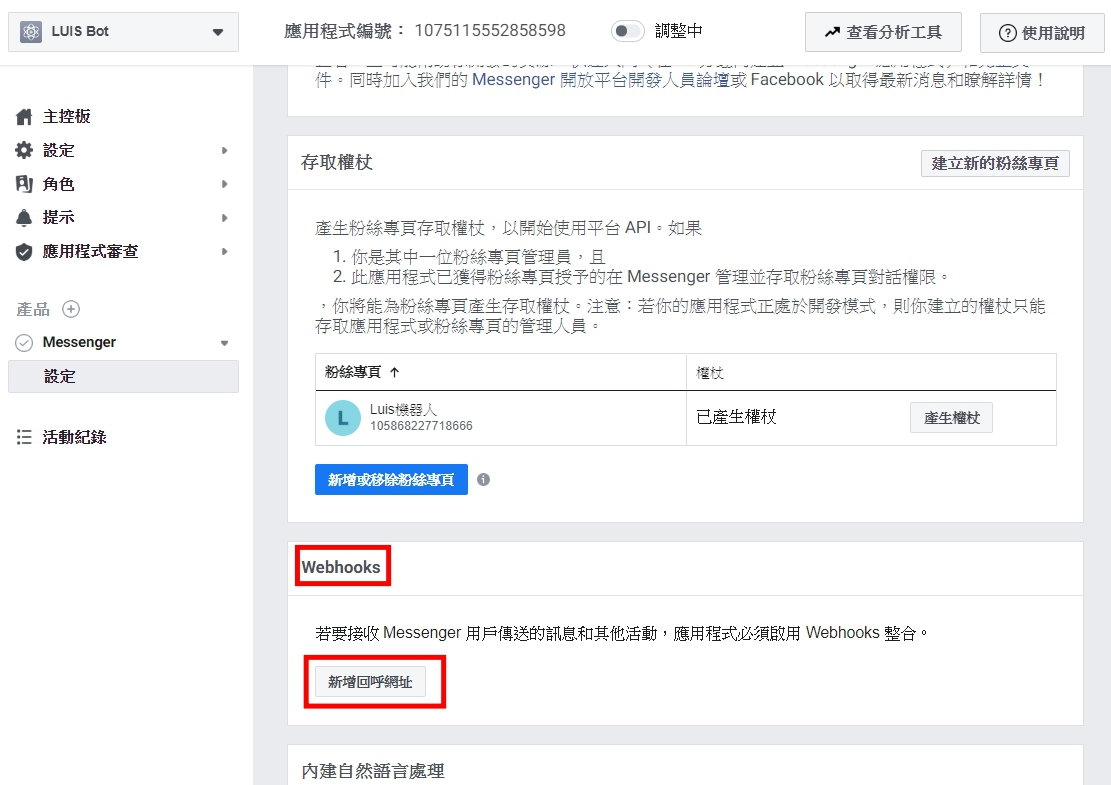 LUIS Bot
應用程式編號： 1075115552858598
調整中
查看分析工具
使用說明
主控板
設定
角色
提示
應用程式審查
產品
Messenger
設定
活動紀錄
件。同時加入我們的 Messenger 開放平台開發人員論壇或 Facebook 以取得最新消息和瞭解詳情！
存取權杖
建立新的粉絲專頁
產生粉絲專頁存取權杖，以開始使用平台 API。如果
1. 你是其中一位粉絲專頁管理員，且
2. 此應用程式已獲得粉絲專頁授予的在 Messenger 管理並存取粉絲專頁對話權限。
，你將能為粉絲專頁產生存取權杖。注意：若你的應用程式正處於開發模式，則你建立的權杖只能
存取應用程式或粉絲專頁的管理人員。
粉絲專頁 ↑
權杖
L
Luis機器人
105868227718666
已產生權杖
產生權杖
新增或移除粉絲專頁
Webhooks
若要接收 Messenger 用戶傳送的訊息和其他活動，應用程式必須啟用 Webhooks 整合。
新增回呼網址
內建自然語言處理